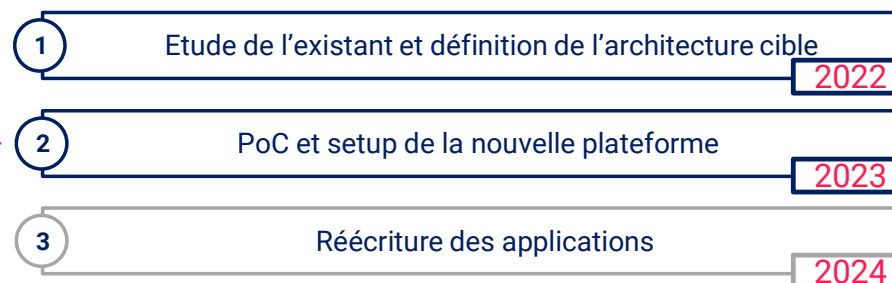 1
Etude de l’existant et définition de l’architecture cible
2022
2
PoC et setup de la nouvelle plateforme
2023
3
Réécriture des applications
2024